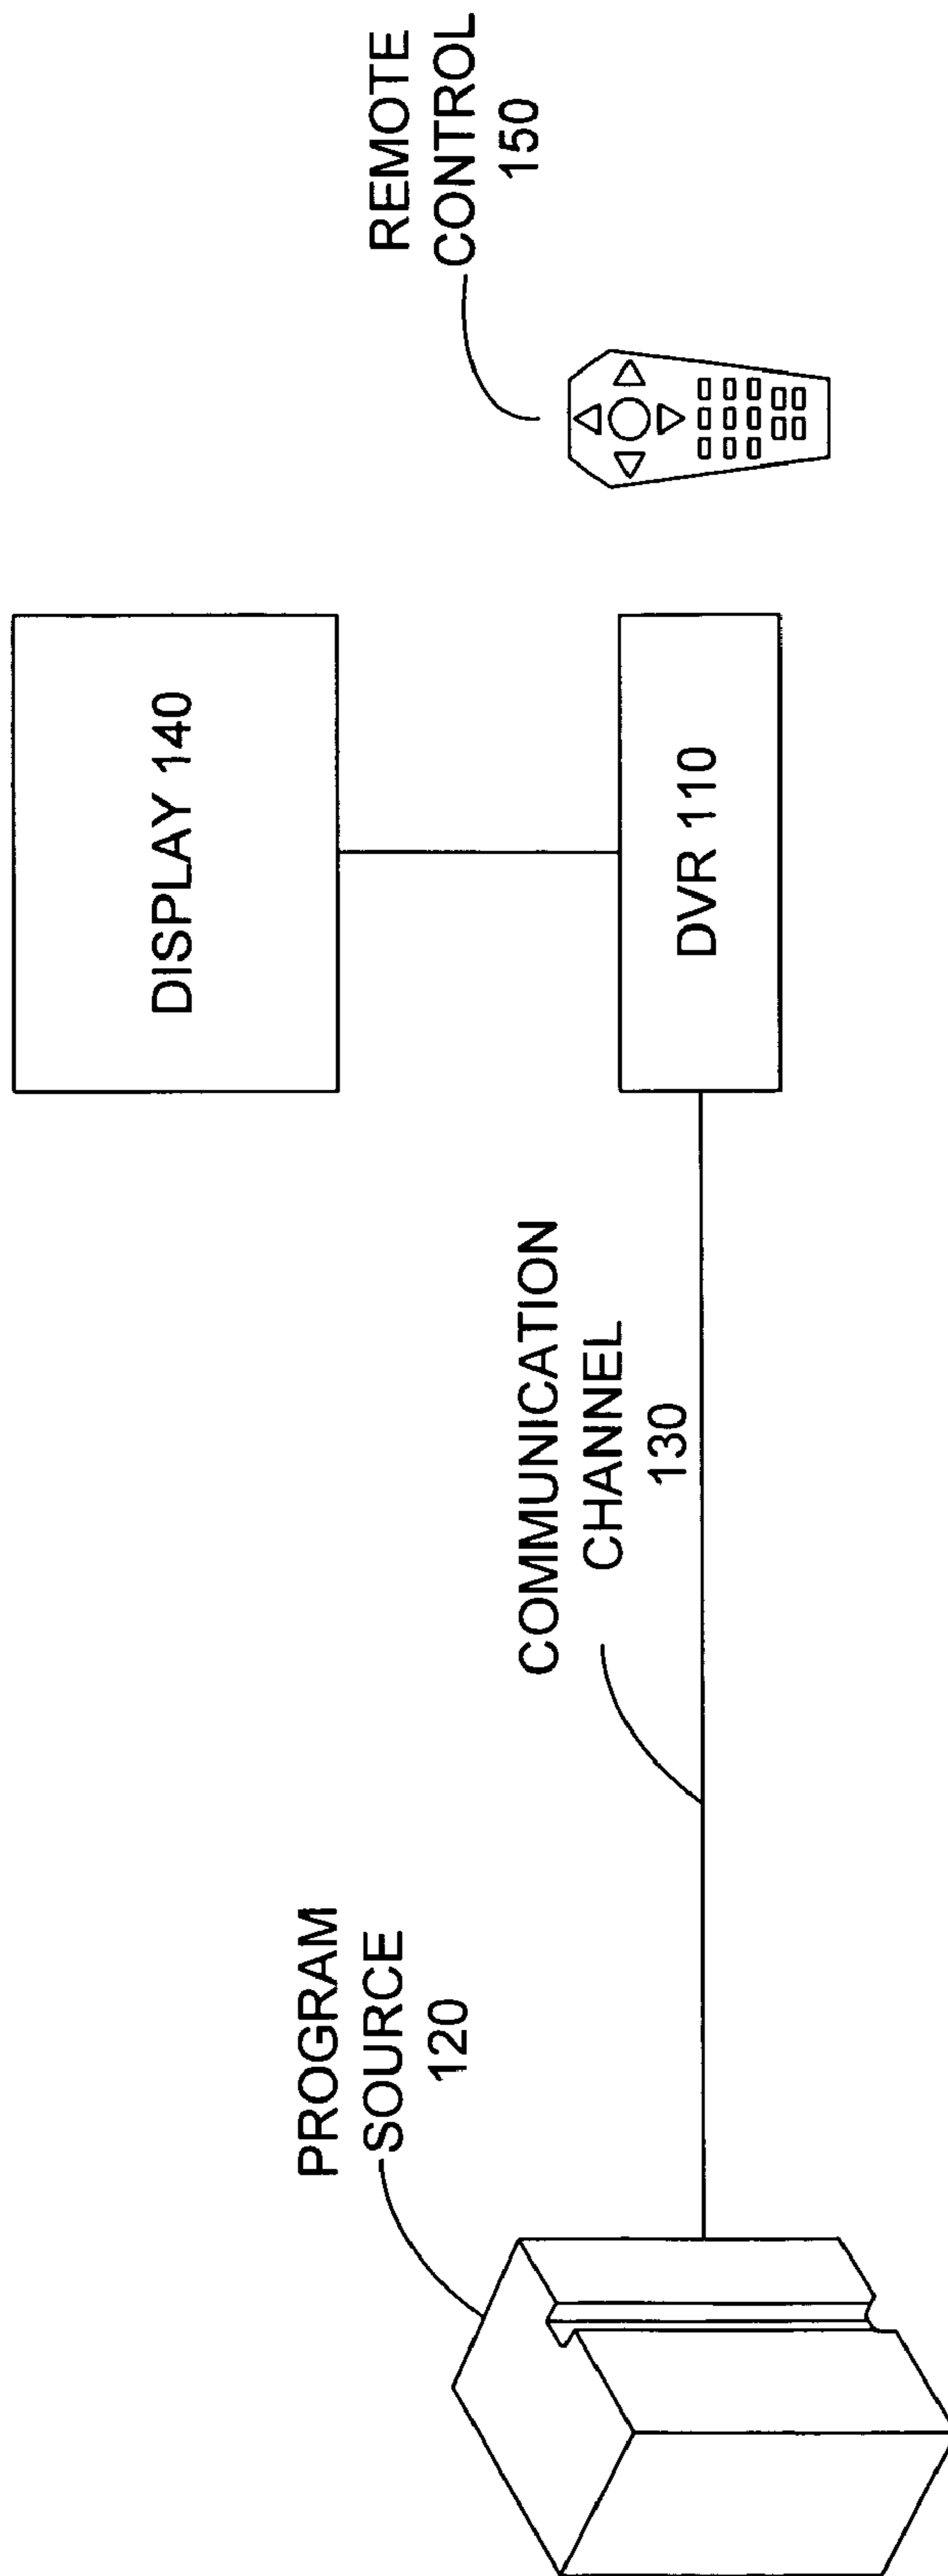 PROGRAM
SOURCE
120
COMMUNICATION
CHANNEL
130
DISPLAY 140
DVR 110
REMOTE
CONTROL
150